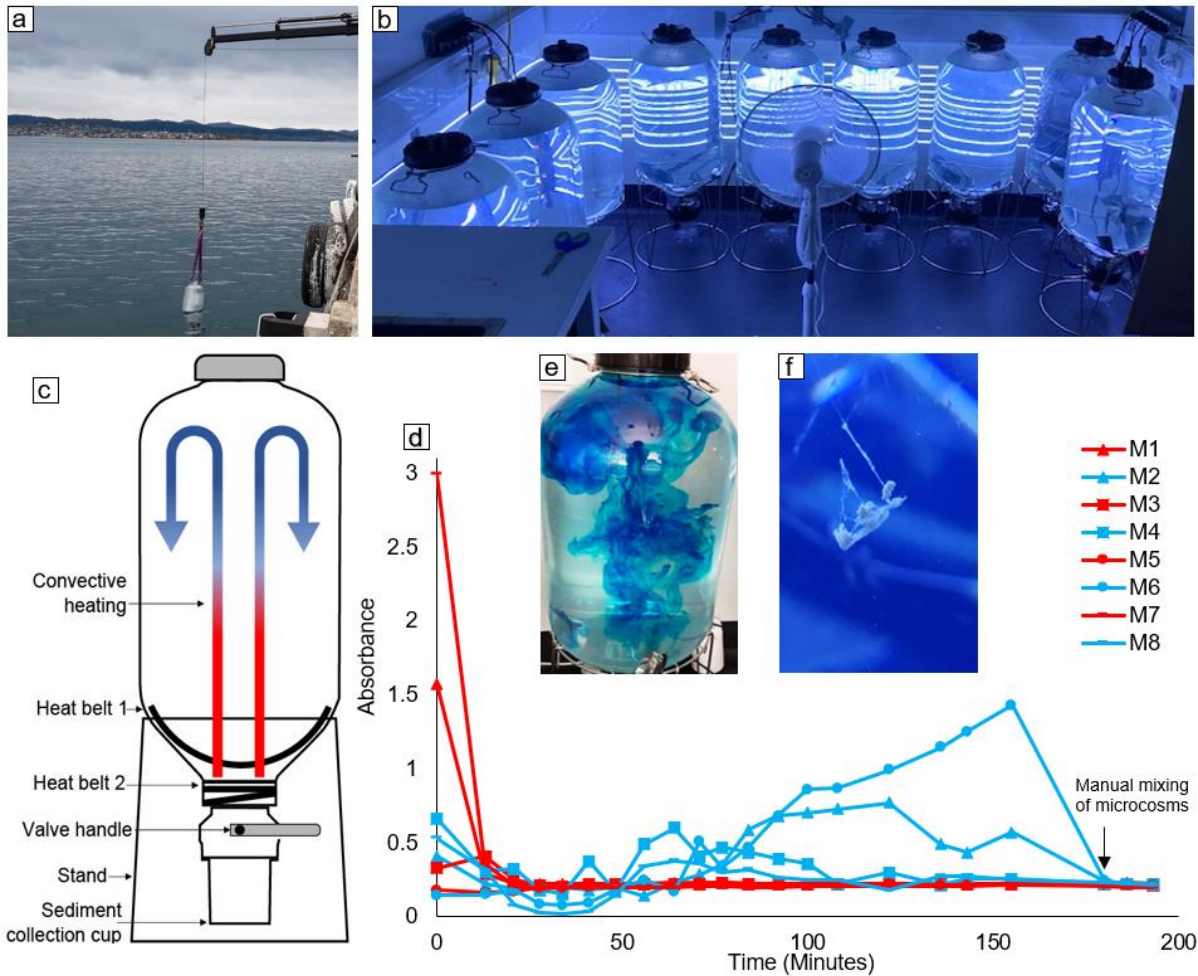 a
b
c
Convective
heating
Heat belt 1
Heat belt 2
Valve handle
Stand
Sediment
collection cup
d
e
f
M1
M2
M3
M4
M5
M6
M7
M8
Absorbance
3
2.5
2
1.5
1
0.5
0
Manual mixing
of microcosms
0
50
100
150
200
Time (Minutes)